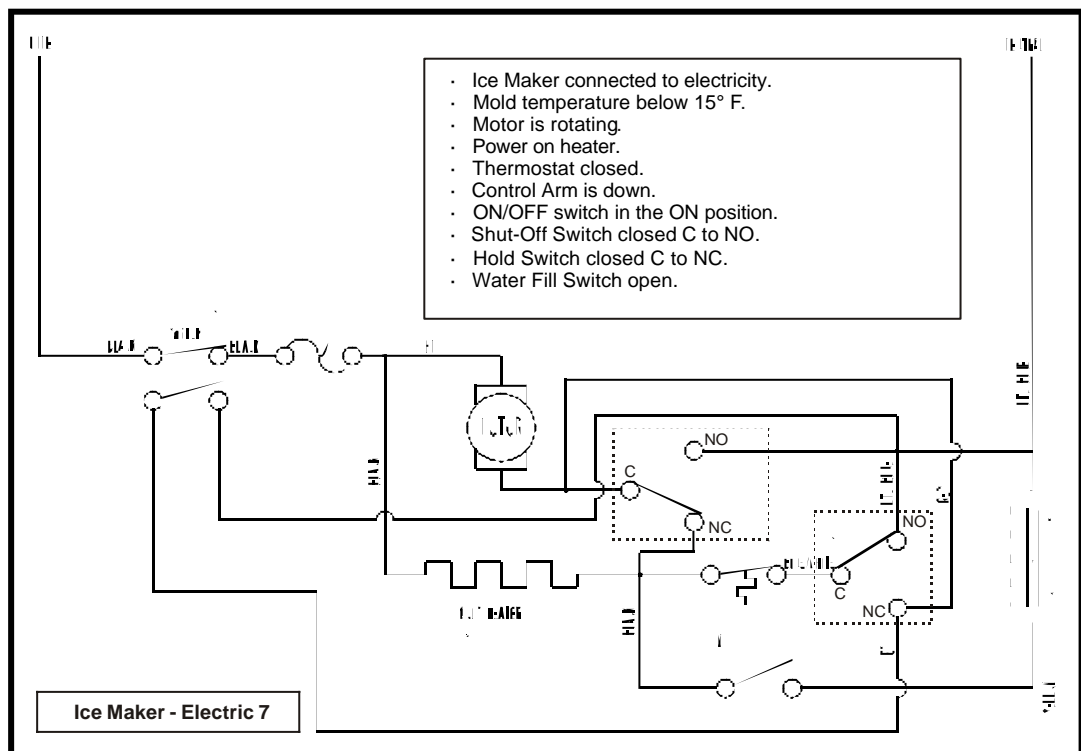 · Ice Maker connected to electricity.
· Mold temperature below 15° F.
· Motor is rotating.
· Power on heater.
· Thermostat closed.
· Control Arm is down.
· ON/OFF switch in the ON position.
· Shut-Off Switch closed C to NO.
· Hold Switch closed C to NC.
· Water Fill Switch open.
NO
C
NC
NO
C
NC
Ice Maker - Electric 7